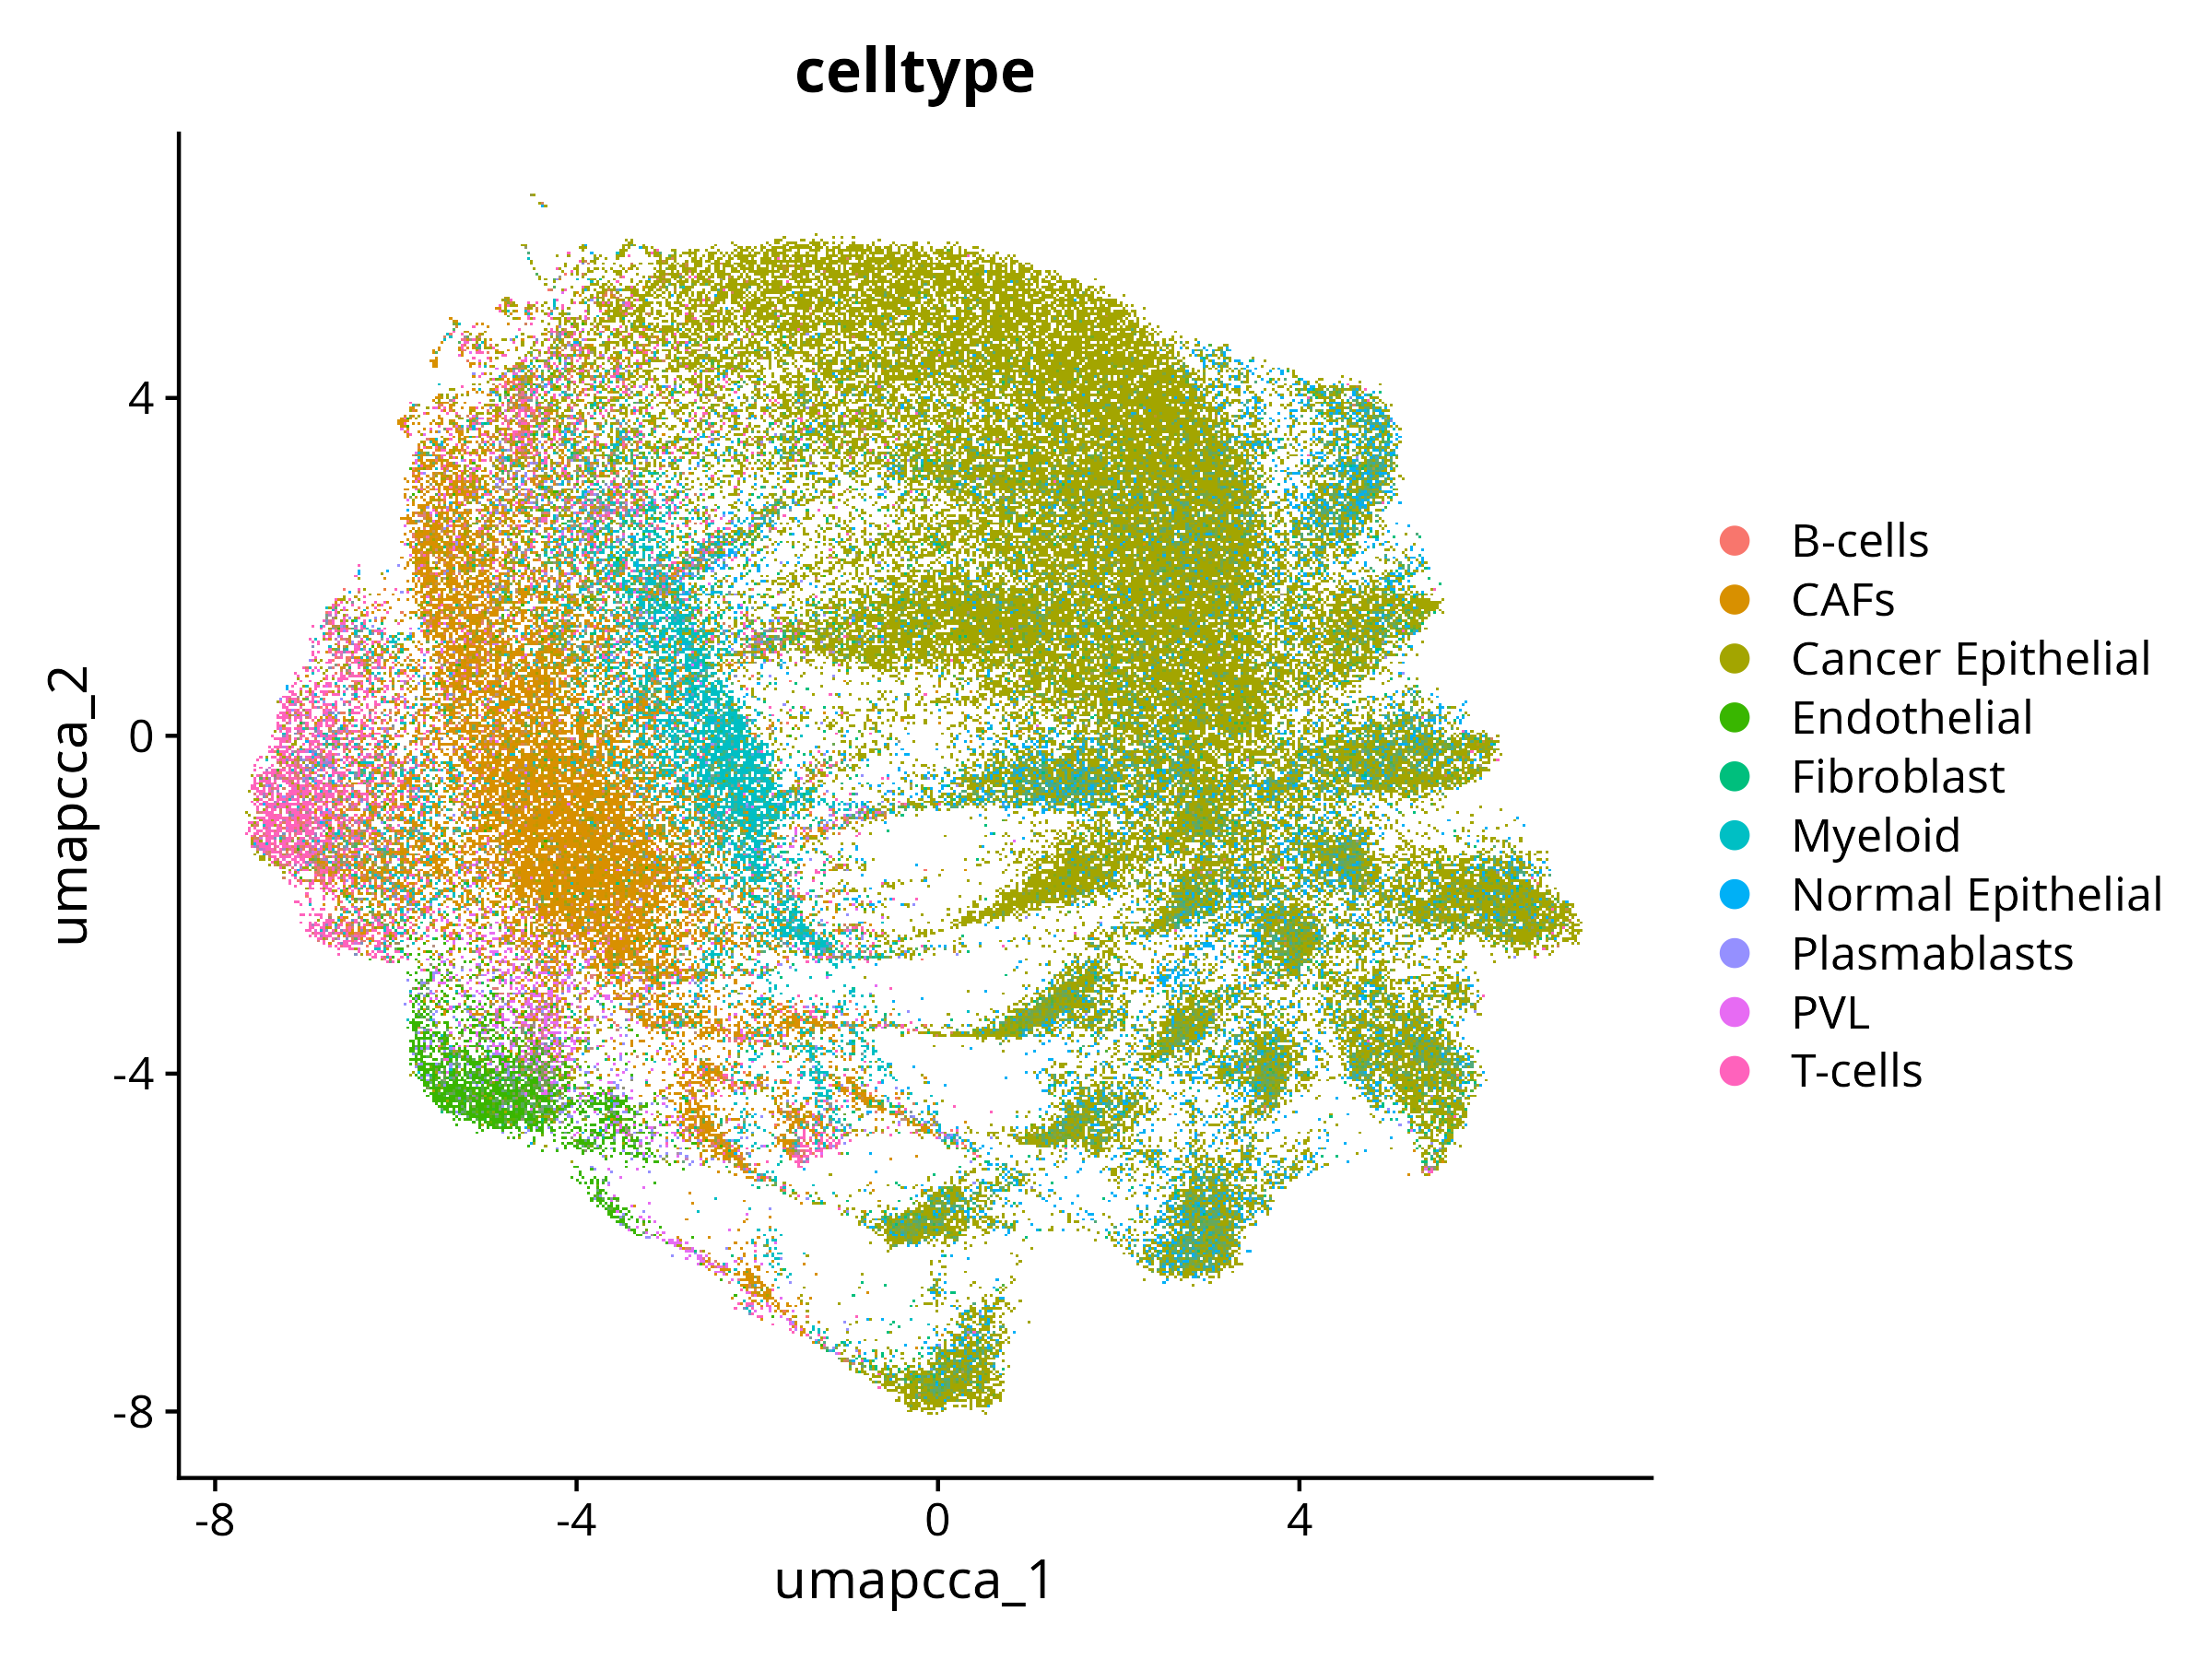 celltype
umapcca_2
4
0
-4
-8
-8
-4
0
4
umapcca_1
B-cells
CAFs
Cancer Epithelial
Endothelial
Fibroblast
Myeloid
Normal Epithelial
Plasmablasts
PVL
T-cells